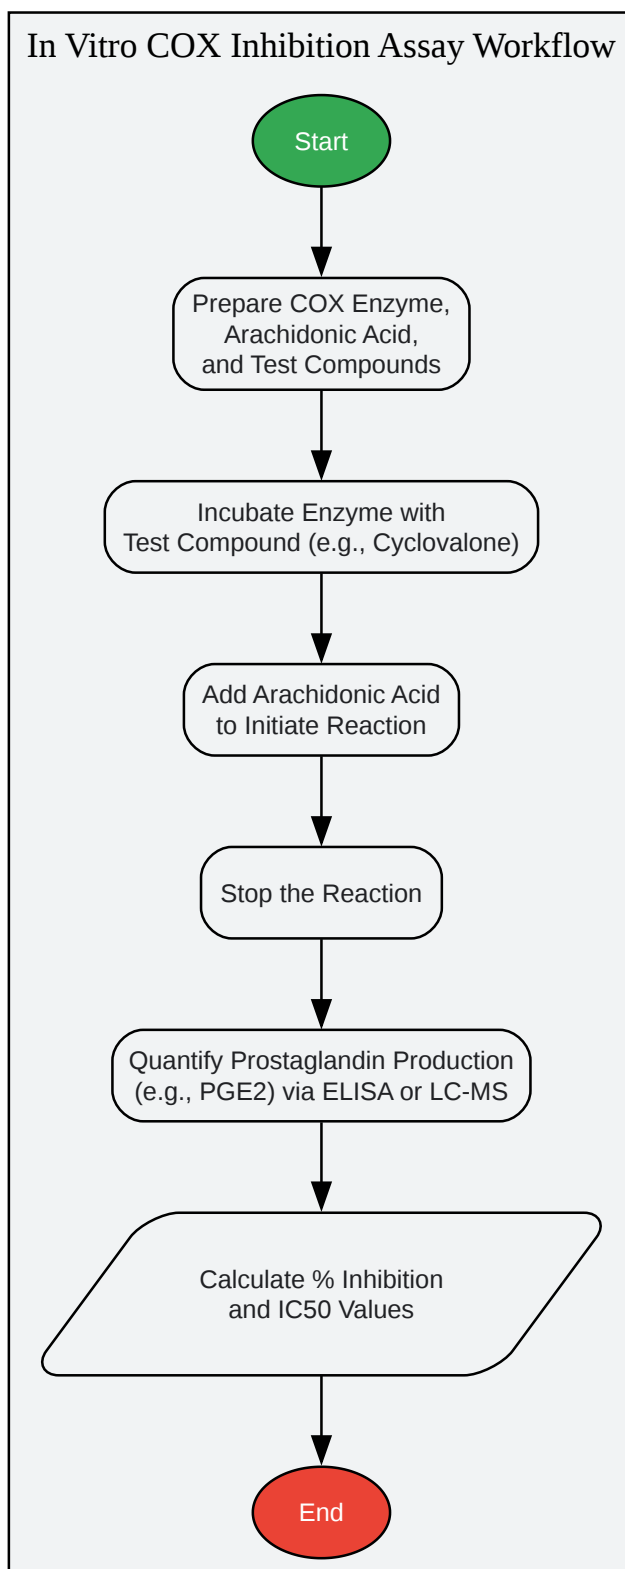 In Vitro COX Inhibition Assay Workflow
Start
Prepare COX Enzyme,
Arachidonic Acid,
and Test Compounds
Incubate Enzyme with
Test Compound (e.g., Cyclovalone)
Add Arachidonic Acid
to Initiate Reaction
Stop the Reaction
Quantify Prostaglandin Production
(e.g., PGE2) via ELISA or LC-MS
Calculate % Inhibition
and IC50 Values
End